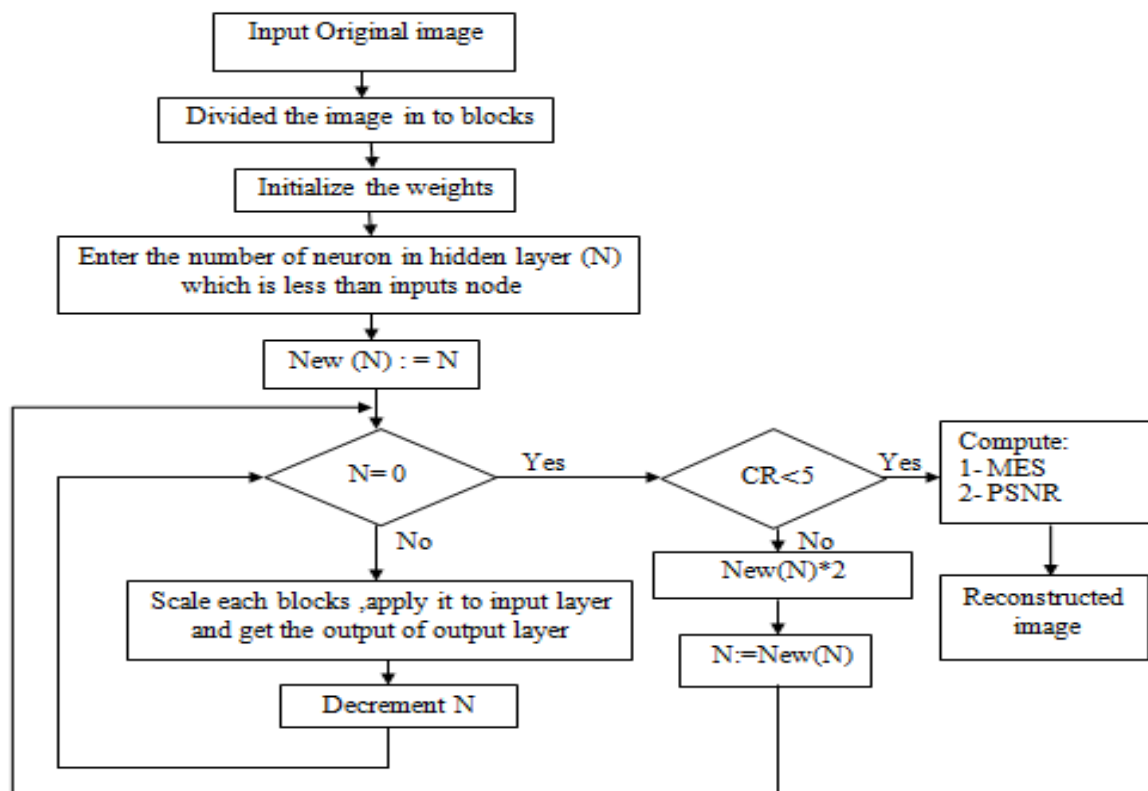 Input Original image
Divided the image in to blocks
Initialize the weights
Enter the number of neuron in hidden layer (N)
which is less than inputs node
New (N) : = N
N= 0
Yes
CR<5
Yes
Compute:
1- MES
2- PSNR
No
No
Scale each blocks ,apply it to input layer
and get the output of output layer
New(N)*2
Reconstructed
image
N:=New(N)
Decrement N